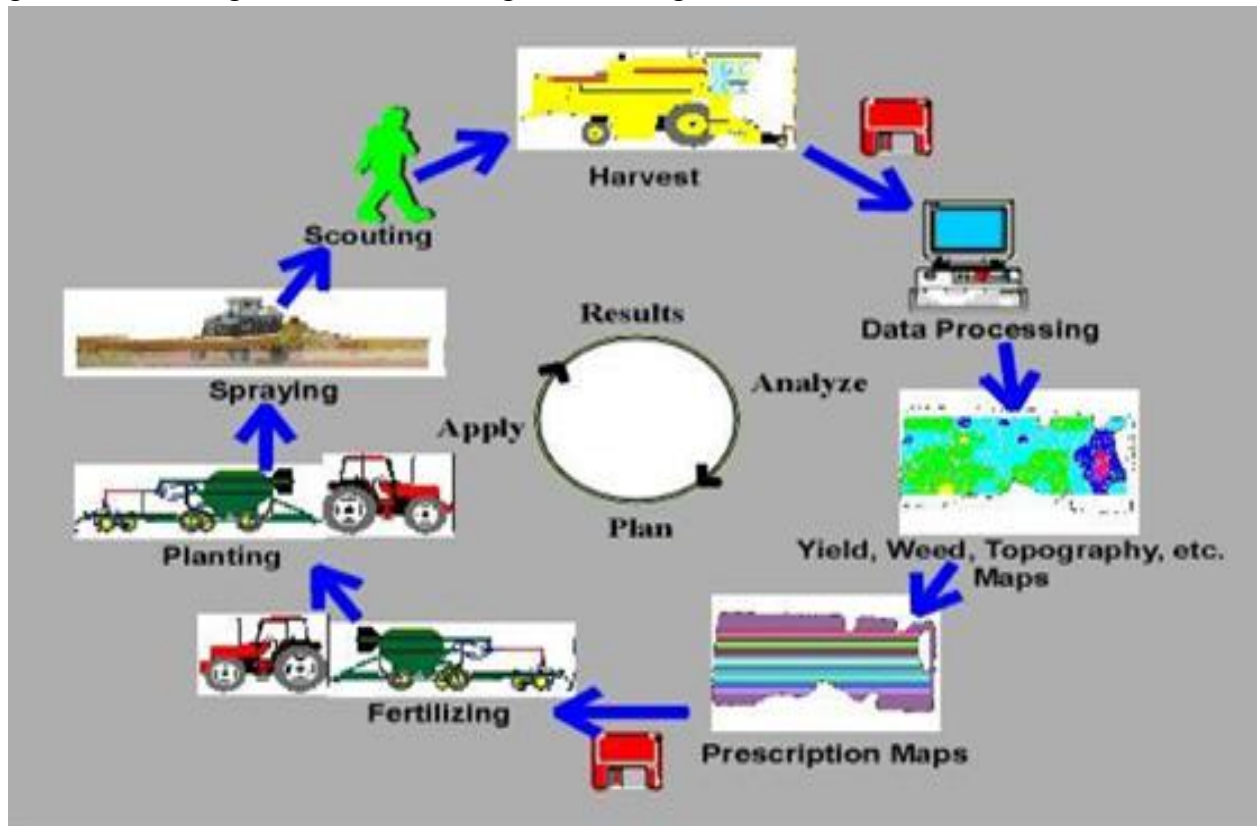 Harvest
Scouting
Data Processing
Results
Spraying
Analyze
Apply
Plan
Planting
Yield, Weed, Topography, etc.
Maps
Fertilizing
Prescription Maps